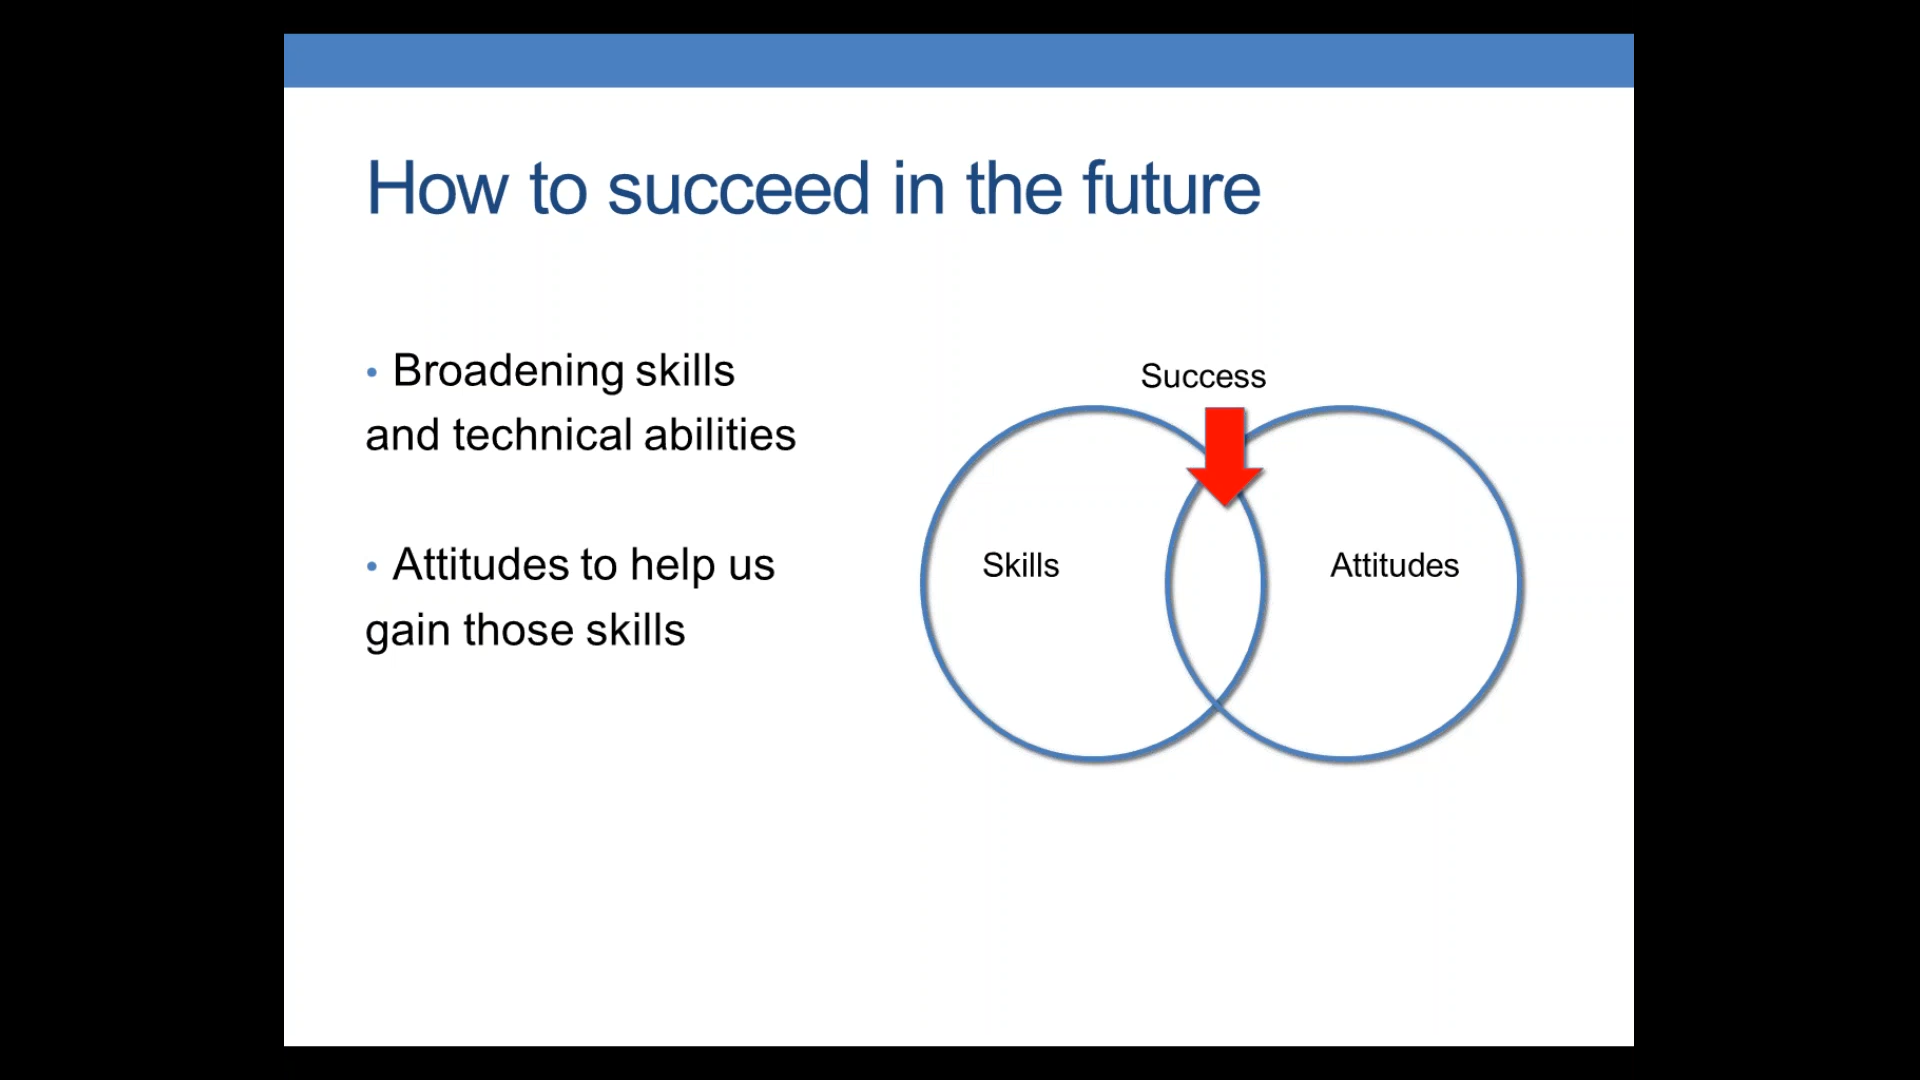 How to succeed in the future
• Broadening skills
and technical abilities
• Attitudes to help us
gain those skills
Success
Skills
Attitudes